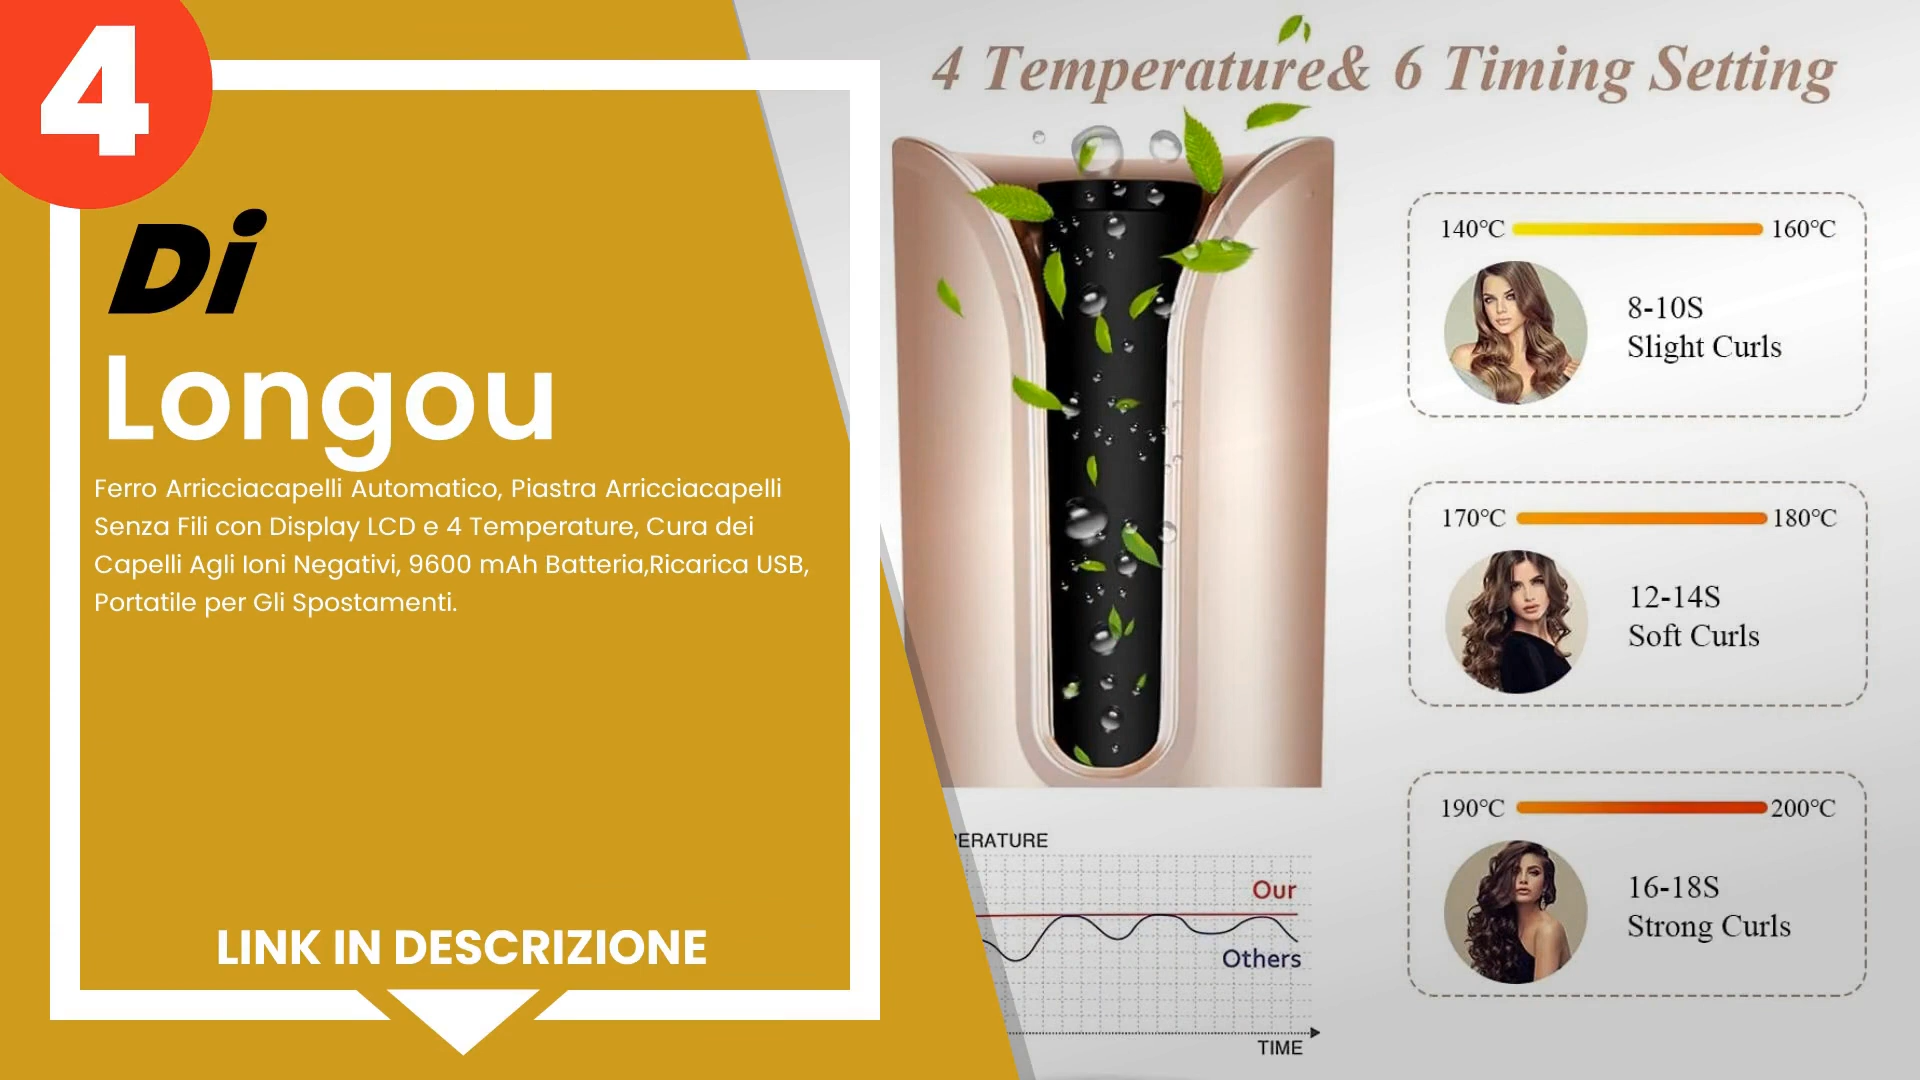 4
Di
Longou
Ferro Arricciacapelli Automatico, Piastra Arricciacapelli
Senza Fili con Display LCD e 4 Temperature, Cura dei
Capelli Agli Ioni Negativi, 9600 mAh Batteria,Ricarica USB,
Portatile per Gli Spostamenti.
LINK IN DESCRIZIONE
4 Temperature& 6 Timing Setting
140°C 160°C
8-10S
Slight Curls
170°C 180°C
12-14S
Soft Curls
190°C 200°C
16-18S
Strong Curls
PERATURE
Our
Others
TIME